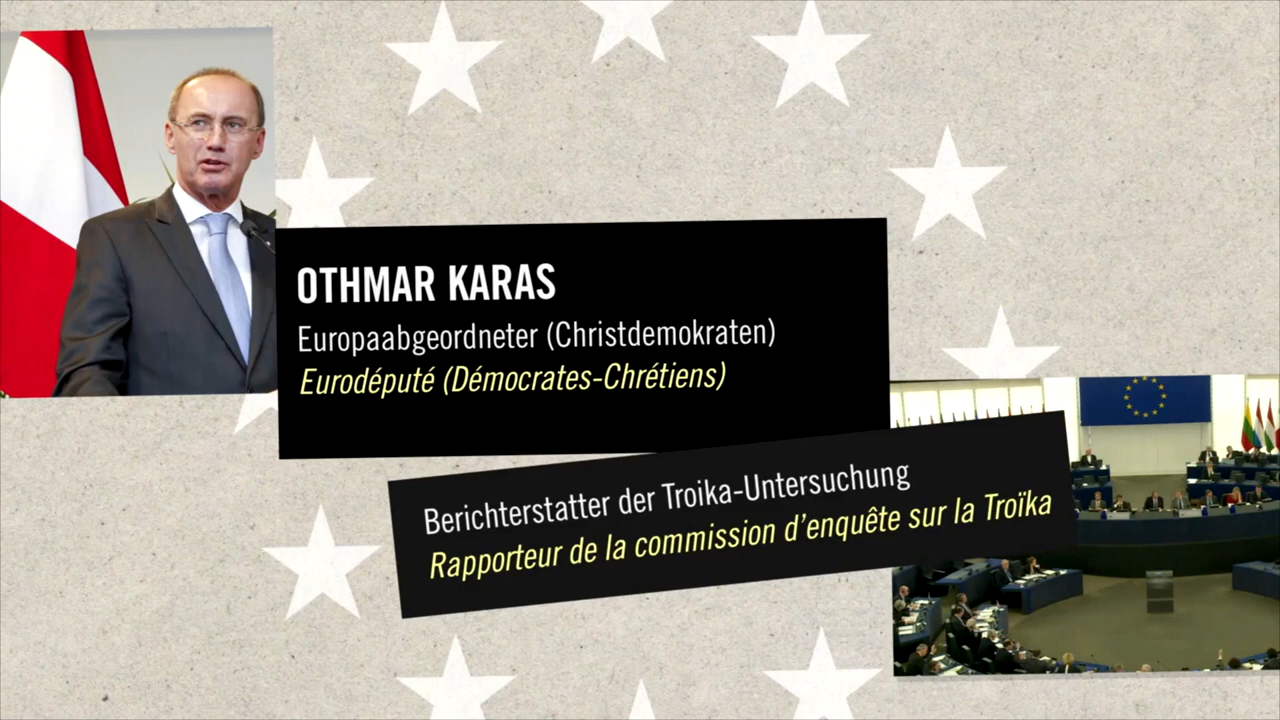 OTHMAR KARAS
Europaabgeordneter (Christdemokraten)
Eurodéputé (Démocrates-Chrétiens)
Berichterstatter der Troika-Untersuchung
Rapporteur de la commission d'enquête sur la Troïka